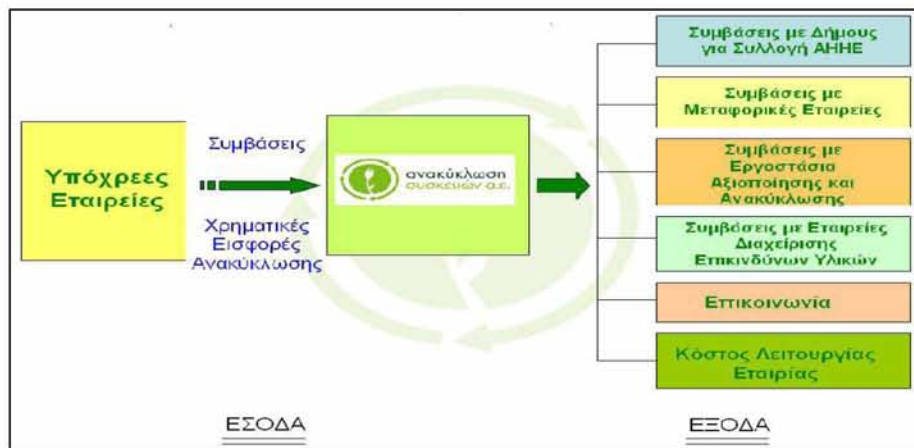 Υπόχρεες
Εταιρείες
Συμβάσεις
Χρηματικές
Εισφορές
Ανακύκλωσης
ανακύκλωση
συσκευών α.ε.
Συμβάσεις με Δήμους
για Συλλογή ΑΗΗΕ
Συμβάσεις με
Μεταφορικές Εταιρείες
Συμβάσεις με
Εργοστάσια
Αξιοποίησης και
Ανακύκλωσης
Συμβάσεις με Εταιρείες
Διαχείρισης
Επικινδύνων Υλικών
Επικοινωνία
Κόστος Λειτουργίας
Εταιρίας
ΕΣΟΔΑ
ΕΞΟΔΑ